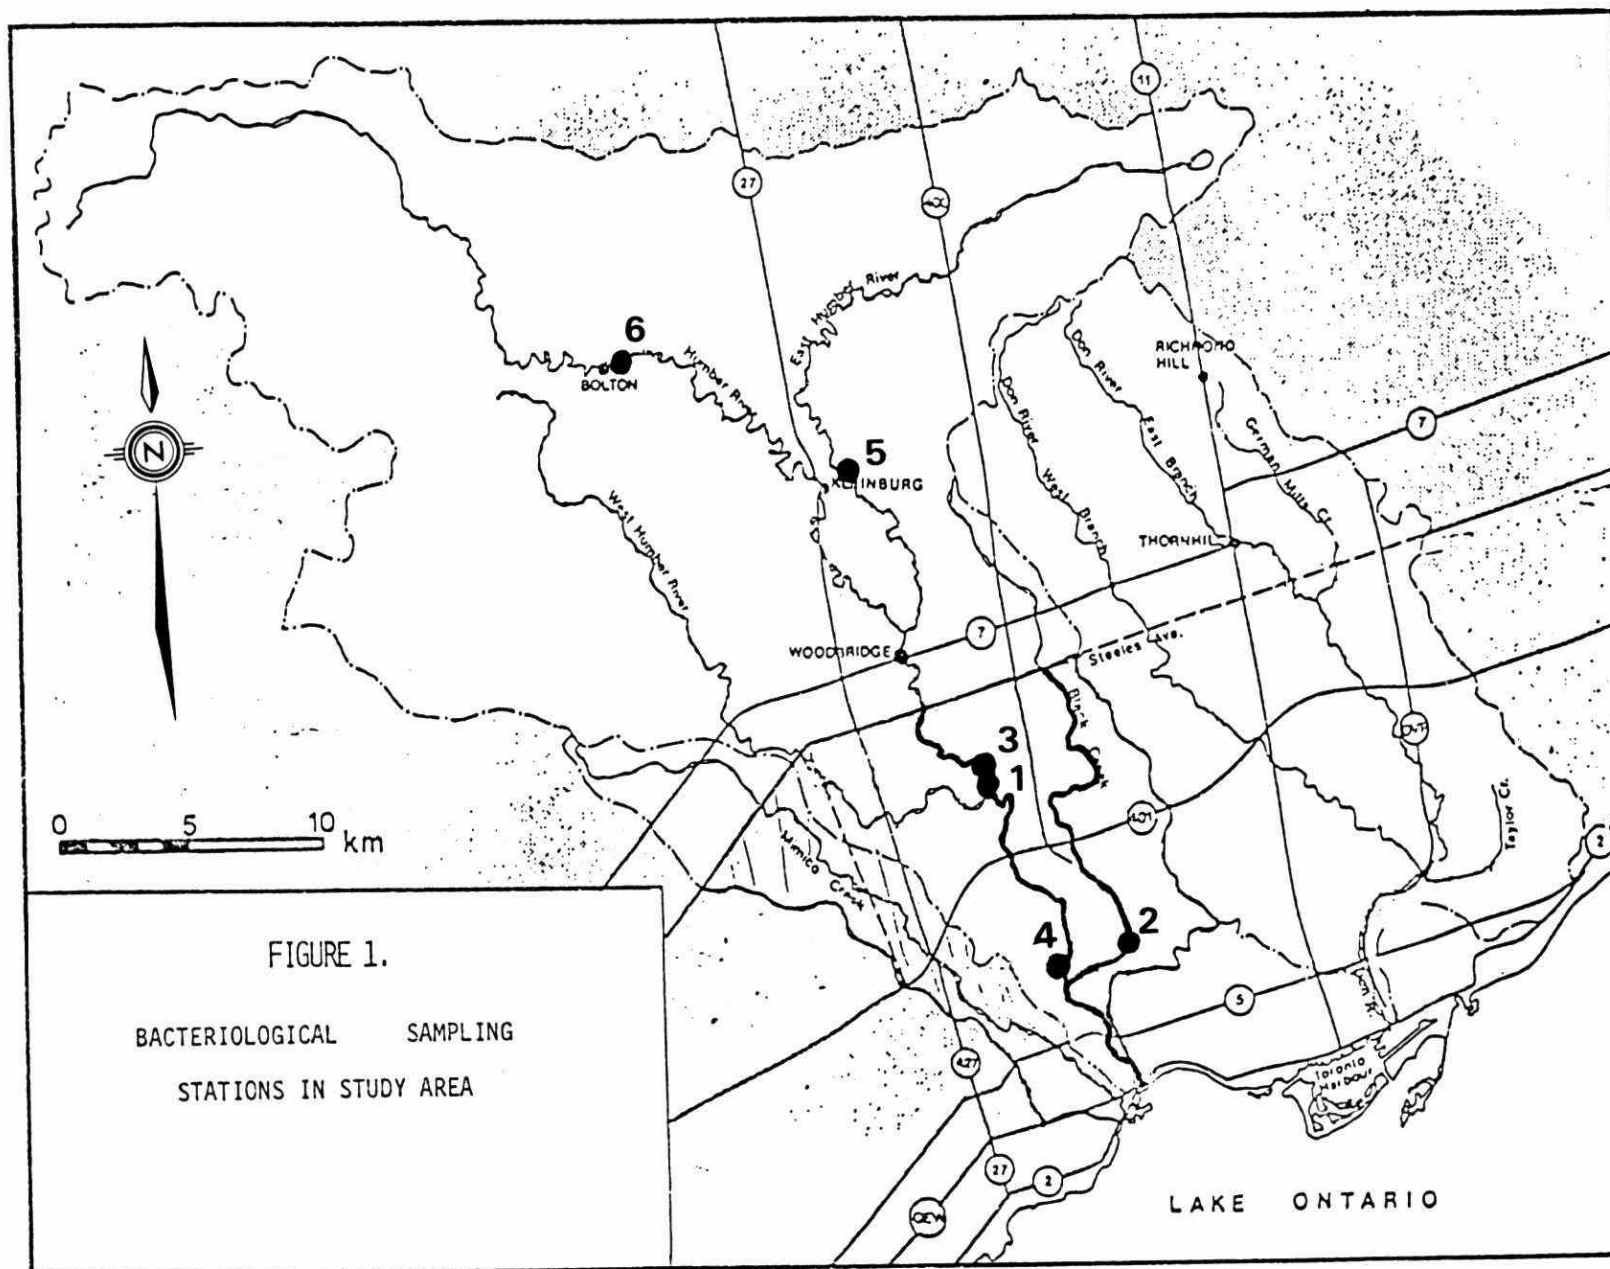 27
400
11
East Humber River
6
BOLTON
Humber River
RICHMOND
HILL
Don River East Branch
Don River West Branch
German Mills Cr.
7
N
5
KLEINBURG
West Humber River
THORNHILL
WOODBRIDGE
7
Steeles Ave.
Black Creek
3
1
DVP
0 5 10 km
401
Taylor Cr.
2
Mimico Creek
4
2
5
Don R.
FIGURE 1.
BACTERIOLOGICAL SAMPLING
STATIONS IN STUDY AREA
427
Toronto
Harbour
27
2
QEW
LAKE ONTARIO